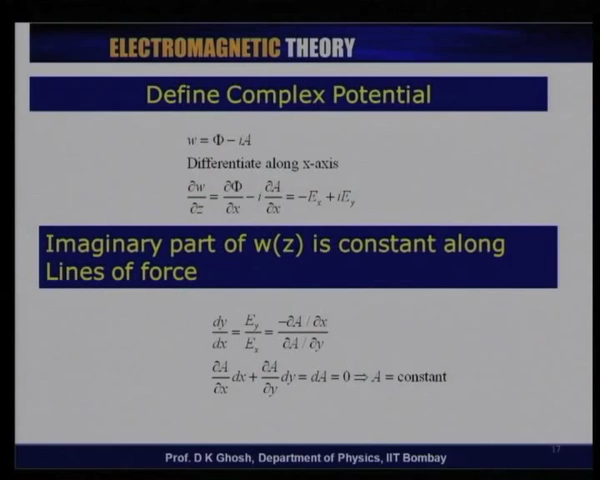 ELECTROMAGNETIC THEORY
Define Complex Potential
w = Φ – iA
Differentiate along x-axis
∂w/∂z = ∂Φ/∂x – i ∂A/∂x = –E_x + iE_y
Imaginary part of w(z) is constant along
Lines of force
dy/dx = E_y/E_x = –∂A/∂x / ∂A/∂y
∂A/∂x dx + ∂A/∂y dy = dA = 0 ⇒ A = constant
17
Prof. D K Ghosh, Department of Physics, IIT Bombay